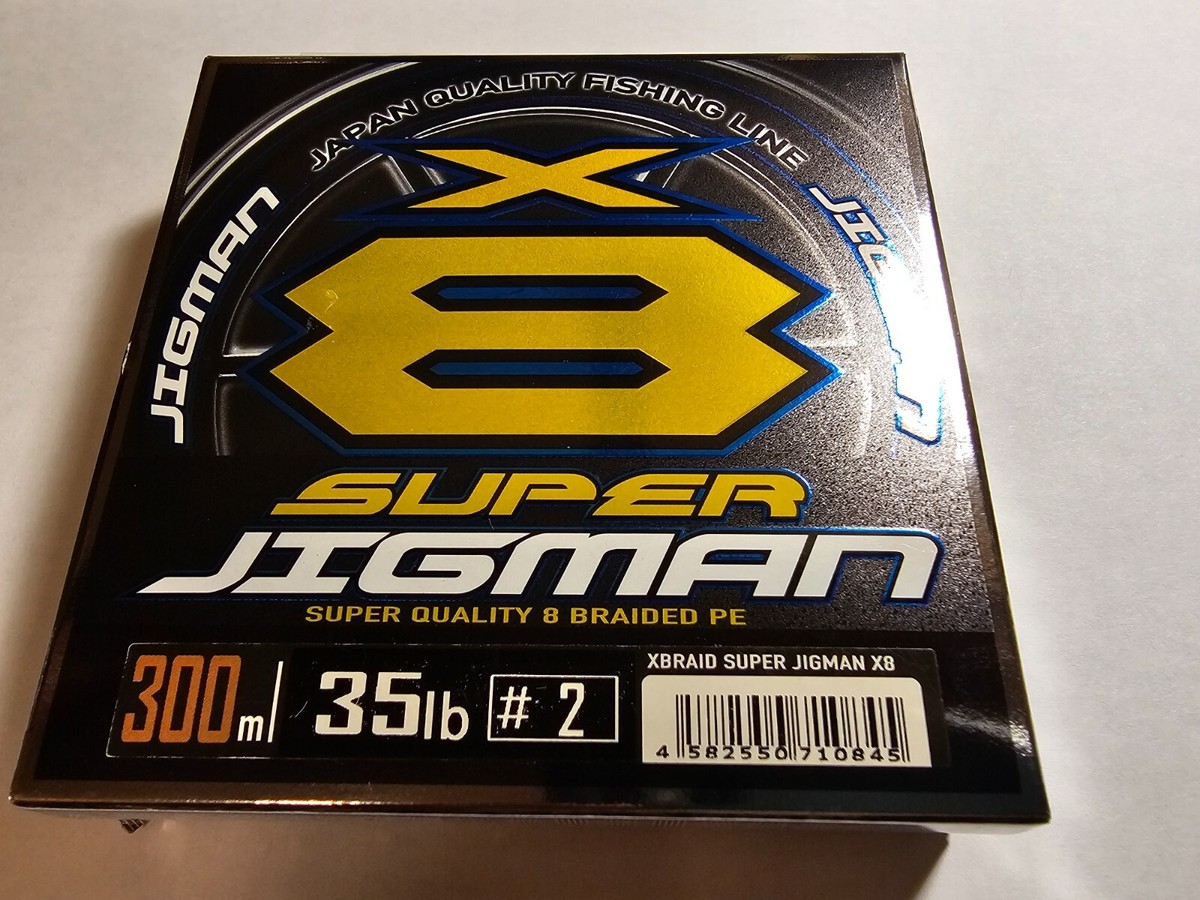 JAPAN QUALITY FISHING LINE
JIGMAN
X
8
SUPER
JIGMAN
SUPER QUALITY 8 BRAIDED PE
300m
35lb
# 2
XBRAID SUPER JIGMAN X8
4 582550 710845